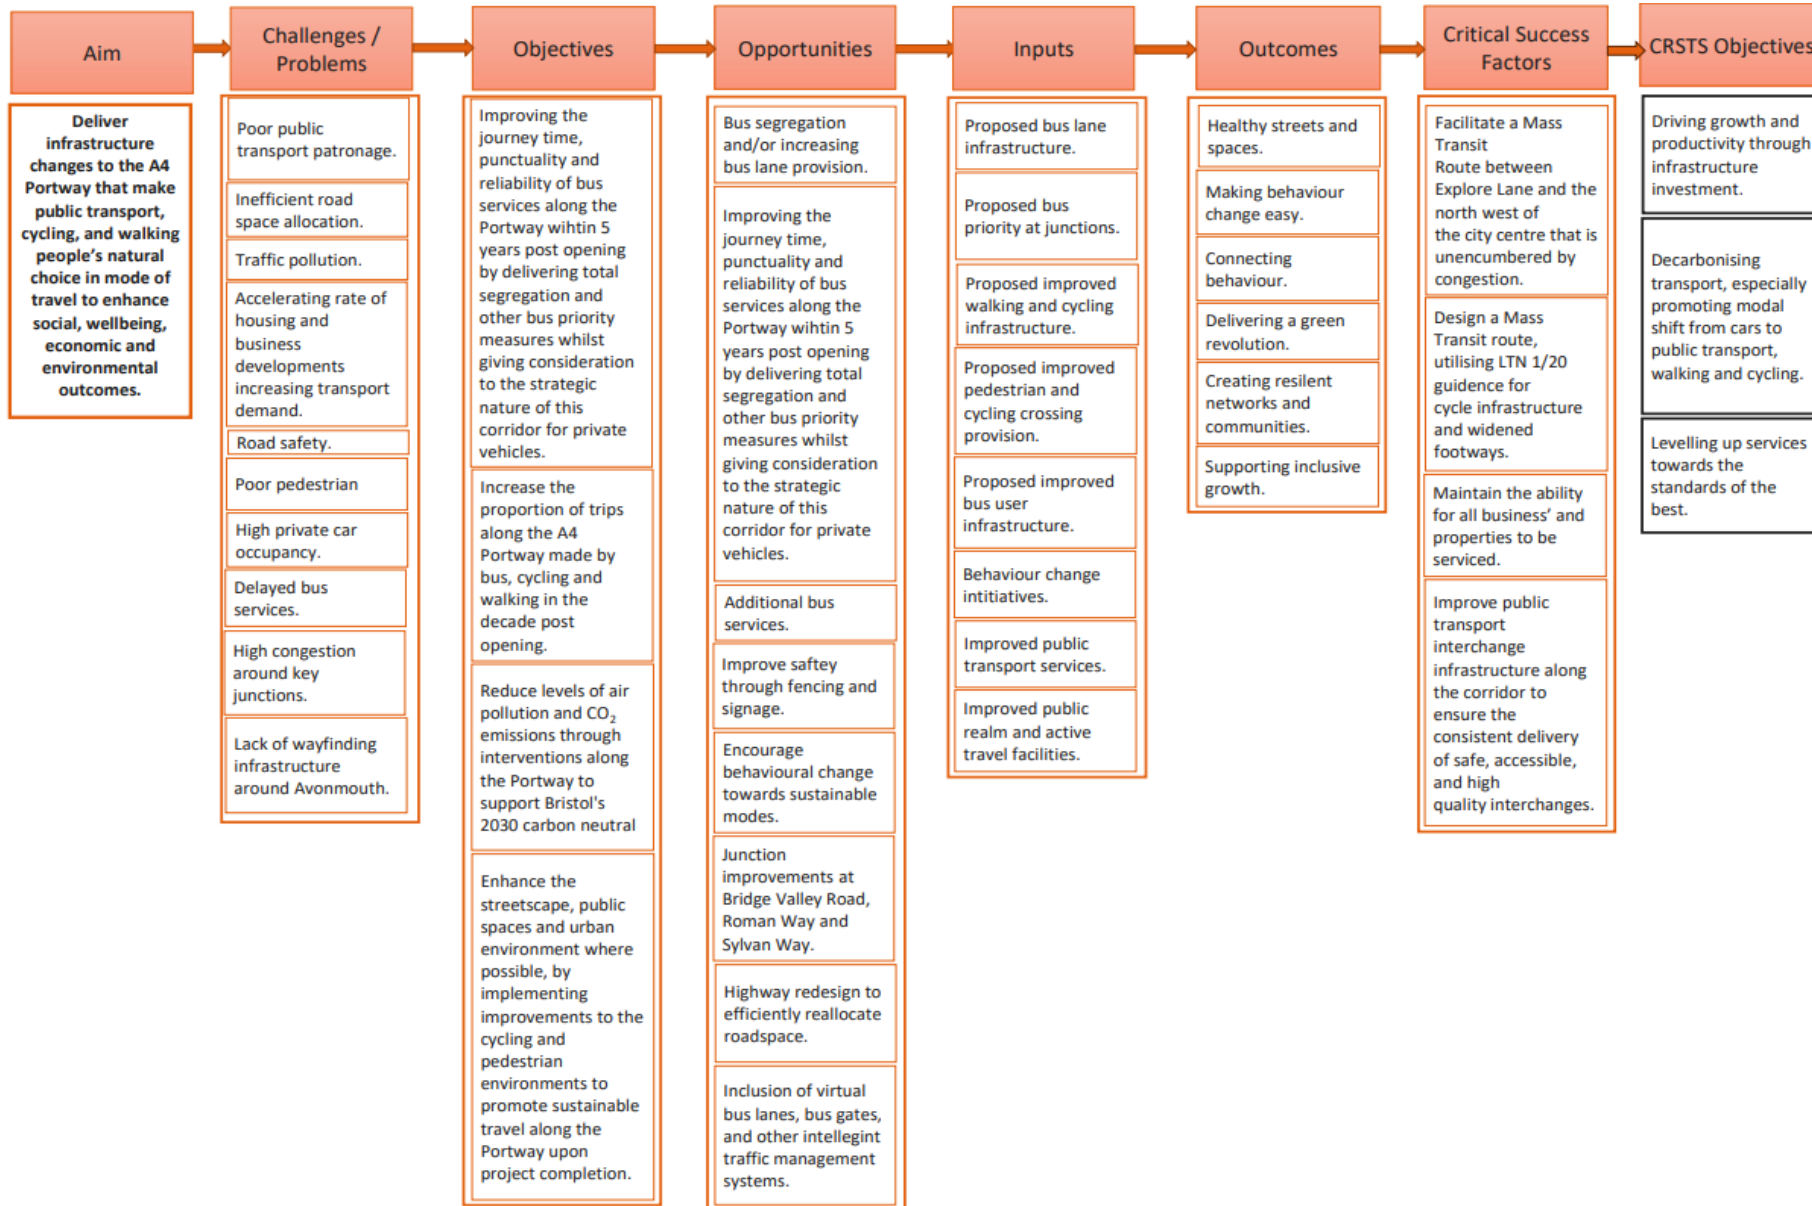 Aim
Challenges /
Problems
Objectives
Opportunities
Inputs
Outcomes
Critical Success
Factors
CRSTS Objectives
Deliver
infrastructure
changes to the A4
Portway that make
public transport,
cycling, and walking
people's natural
choice in mode of
travel to enhance
social, wellbeing,
economic and
environmental
outcomes.
Poor public
transport patronage.
Inefficient road
space allocation.
Traffic pollution.
Accelerating rate of
housing and
business
developments
increasing transport
demand.
Road safety.
Poor pedestrian
High private car
occupancy.
Delayed bus
services.
High congestion
around key
junctions.
Lack of wayfinding
infrastructure
around Avonmouth.
Improving the
journey time,
punctuality and
reliability of bus
services along the
Portway wihtin 5
years post opening
by delivering total
segregation and
other bus priority
measures whilst
giving consideration
to the strategic
nature of this
corridor for private
vehicles.
Increase the
proportion of trips
along the A4
Portway made by
bus, cycling and
walking in the
decade post
opening.
Reduce levels of air
pollution and CO₂
emissions through
interventions along
the Portway to
support Bristol's
2030 carbon neutral
Enhance the
streetscape, public
spaces and urban
environment where
possible, by
implementing
improvements to the
cycling and
pedestrian
environments to
promote sustainable
travel along the
Portway upon
project completion.
Bus segregation
and/or increasing
bus lane provision.
Improving the
journey time,
punctuality and
reliability of bus
services along the
Portway wihtin 5
years post opening
by delivering total
segregation and
other bus priority
measures whilst
giving consideration
to the strategic
nature of this
corridor for private
vehicles.
Additional bus
services.
Improve saftey
through fencing and
signage.
Encourage
behavioural change
towards sustainable
modes.
Junction
improvements at
Bridge Valley Road,
Roman Way and
Sylvan Way.
Highway redesign to
efficiently reallocate
roadspace.
Inclusion of virtual
bus lanes, bus gates,
and other intellegint
traffic management
systems.
Proposed bus lane
infrastructure.
Proposed bus
priority at junctions.
Proposed improved
walking and cycling
infrastructure.
Proposed improved
pedestrian and
cycling crossing
provision.
Proposed improved
bus user
infrastructure.
Behaviour change
intitiatives.
Improved public
transport services.
Improved public
realm and active
travel facilities.
Healthy streets and
spaces.
Making behaviour
change easy.
Connecting
behaviour.
Delivering a green
revolution.
Creating resilent
networks and
communities.
Supporting inclusive
growth.
Facilitate a Mass
Transit
Route between
Explore Lane and the
north west of
the city centre that is
unencumbered by
congestion.
Design a Mass
Transit route,
utilising LTN 1/20
guidence for
cycle infrastructure
and widened
footways.
Maintain the ability
for all business' and
properties to be
serviced.
Improve public
transport
interchange
infrastructure along
the corridor to
ensure the
consistent delivery
of safe, accessible,
and high
quality interchanges.
Driving growth and
productivity through
infrastructure
investment.
Decarbonising
transport, especially
promoting modal
shift from cars to
public transport,
walking and cycling.
Levelling up services
towards the
standards of the
best.